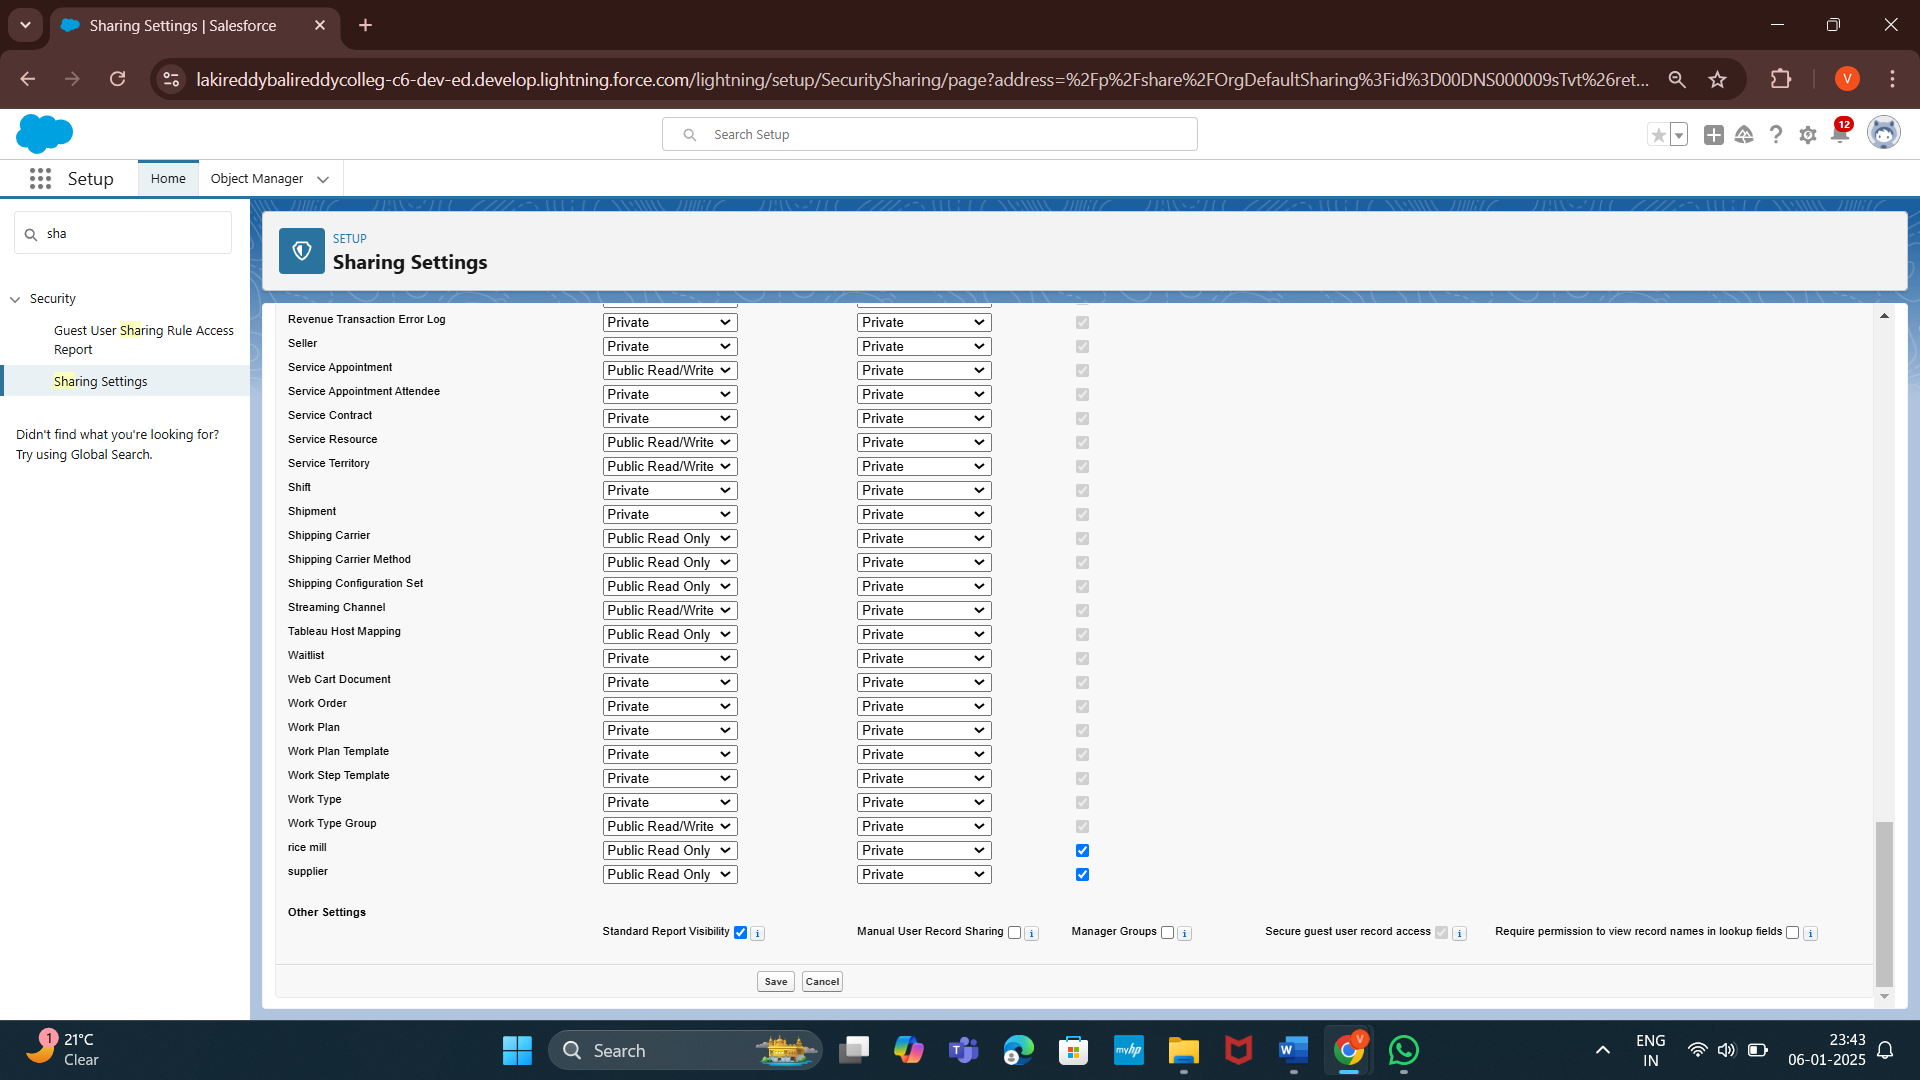 Sharing Settings | Salesforce
lakireddybalireddycolleg-c6-dev-ed.develop.lightning.force.com/lightning/setup/SecuritySharing/page?address=%2Fp%2Fshare%2FOrgDefaultSharing%3Fid%3D00DNS000009sTvt%26ret...
V
Search Setup
12
Setup
Home
Object Manager
sha
Security
Guest User Sharing Rule Access
Report
Sharing Settings
Didn't find what you're looking for?
Try using Global Search.
SETUP
Sharing Settings
Revenue Transaction Error Log Private Private
Seller Private Private
Service Appointment Public Read/Write Private
Service Appointment Attendee Private Private
Service Contract Private Private
Service Resource Public Read/Write Private
Service Territory Public Read/Write Private
Shift Private Private
Shipment Private Private
Shipping Carrier Public Read Only Private
Shipping Carrier Method Public Read Only Private
Shipping Configuration Set Public Read Only Private
Streaming Channel Public Read/Write Private
Tableau Host Mapping Public Read Only Private
Waitlist Private Private
Web Cart Document Private Private
Work Order Private Private
Work Plan Private Private
Work Plan Template Private Private
Work Step Template Private Private
Work Type Private Private
Work Type Group Public Read/Write Private
rice mill Public Read Only Private
supplier Public Read Only Private
Other Settings
Standard Report Visibility i Manual User Record Sharing i Manager Groups i Secure guest user record access i Require permission to view record names in lookup fields i
Save Cancel
1
21°C
Clear
Search
T
myhp
W
V
ENG
IN
23:43
06-01-2025